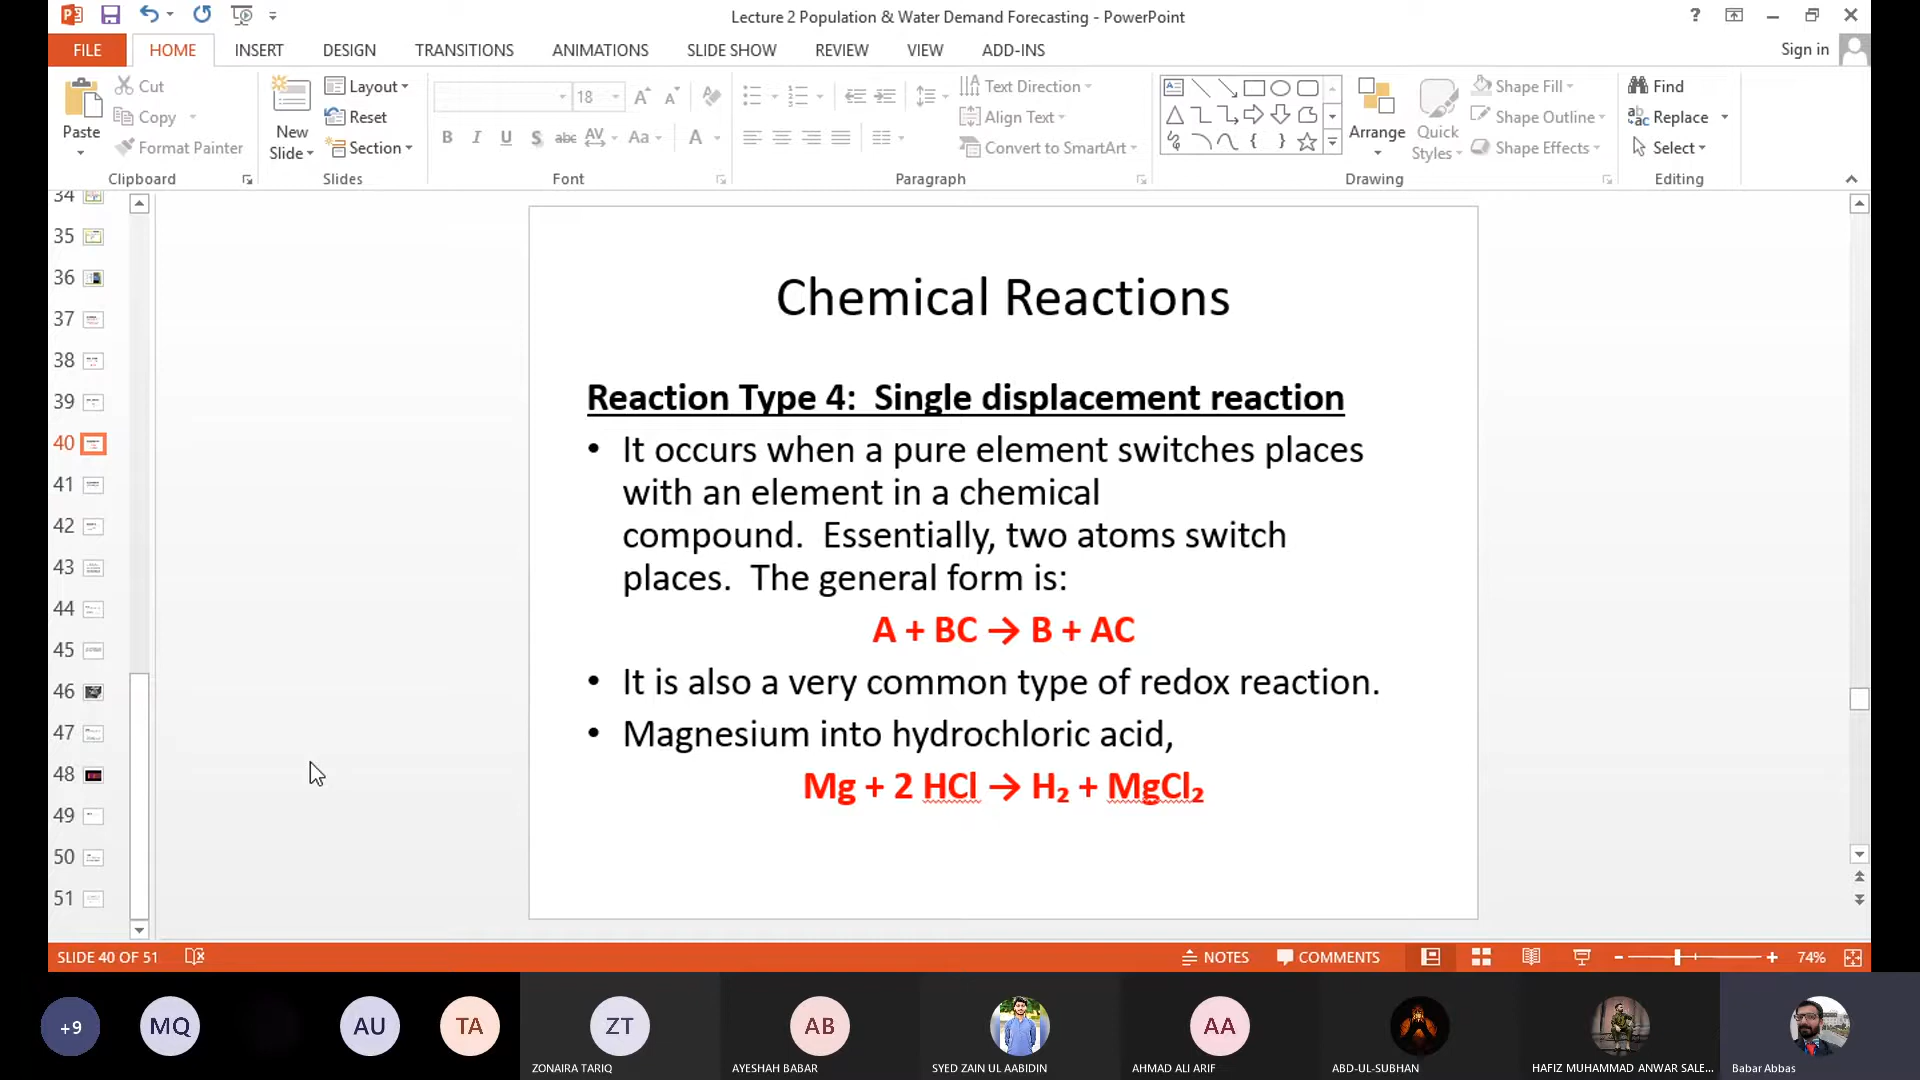 Lecture 2 Population & Water Demand Forecasting - PowerPoint
?
FILE HOME INSERT DESIGN TRANSITIONS ANIMATIONS SLIDE SHOW REVIEW VIEW ADD-INS Sign in
Paste
Cut
Copy
Format Painter
Clipboard
New
Slide
Layout
Reset
Section
Slides
18
B I U S abc AV Aa A
Font
Text Direction
Align Text
Convert to SmartArt
Paragraph
Arrange
Quick
Styles
Shape Fill
Shape Outline
Shape Effects
Drawing
Find
Replace
Select
Editing
34
35
36
37
38
39
40
41
42
43
44
45
46
47
48
49
50
51
Chemical Reactions
Reaction Type 4: Single displacement reaction
• It occurs when a pure element switches places
with an element in a chemical
compound. Essentially, two atoms switch
places. The general form is:
A + BC → B + AC
• It is also a very common type of redox reaction.
• Magnesium into hydrochloric acid,
Mg + 2 HCl → H₂ + MgCl₂
SLIDE 40 OF 51 NOTES COMMENTS 74%
+9 MQ AU TA ZT AB AA
ZONAIRA TARIQ AYESHAH BABAR SYED ZAIN UL AABIDIN AHMAD ALI ARIF ABD-UL-SUBHAN HAFIZ MUHAMMAD ANWAR SALE... Babar Abbas